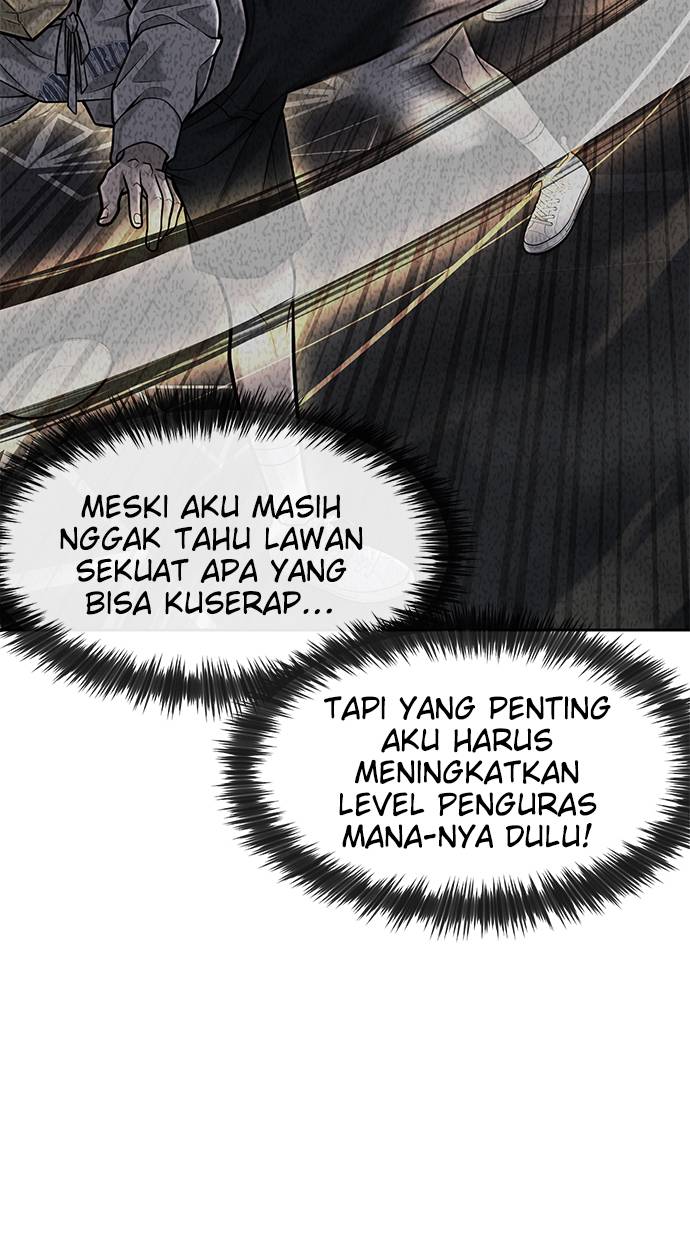 MESKI AKU MASIH
NGGAK TAHU LAWAN
SEKUAT APA YANG
BISA KUSERAP...
TAPI YANG PENTING
AKU HARUS
MENINGKATKAN
LEVEL PENGURAS
MANA-NYA DULU!